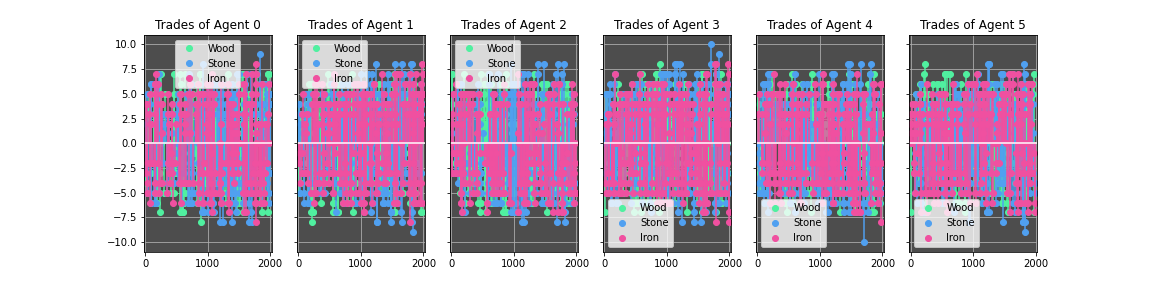 Trades of Agent 0 Trades of Agent 1 Trades of Agent 2 Trades of Agent 3 Trades of Agent 4 Trades of Agent 5
10.0
7.5
5.0
2.5
0.0
−2.5
−5.0
−7.5
−10.0
Wood
Stone
Iron
Wood
Stone
Iron
Wood
Stone
Iron
Wood
Stone
Iron
Wood
Stone
Iron
Wood
Stone
Iron
0 1000 2000 0 1000 2000 0 1000 2000 0 1000 2000 0 1000 2000 0 1000 2000